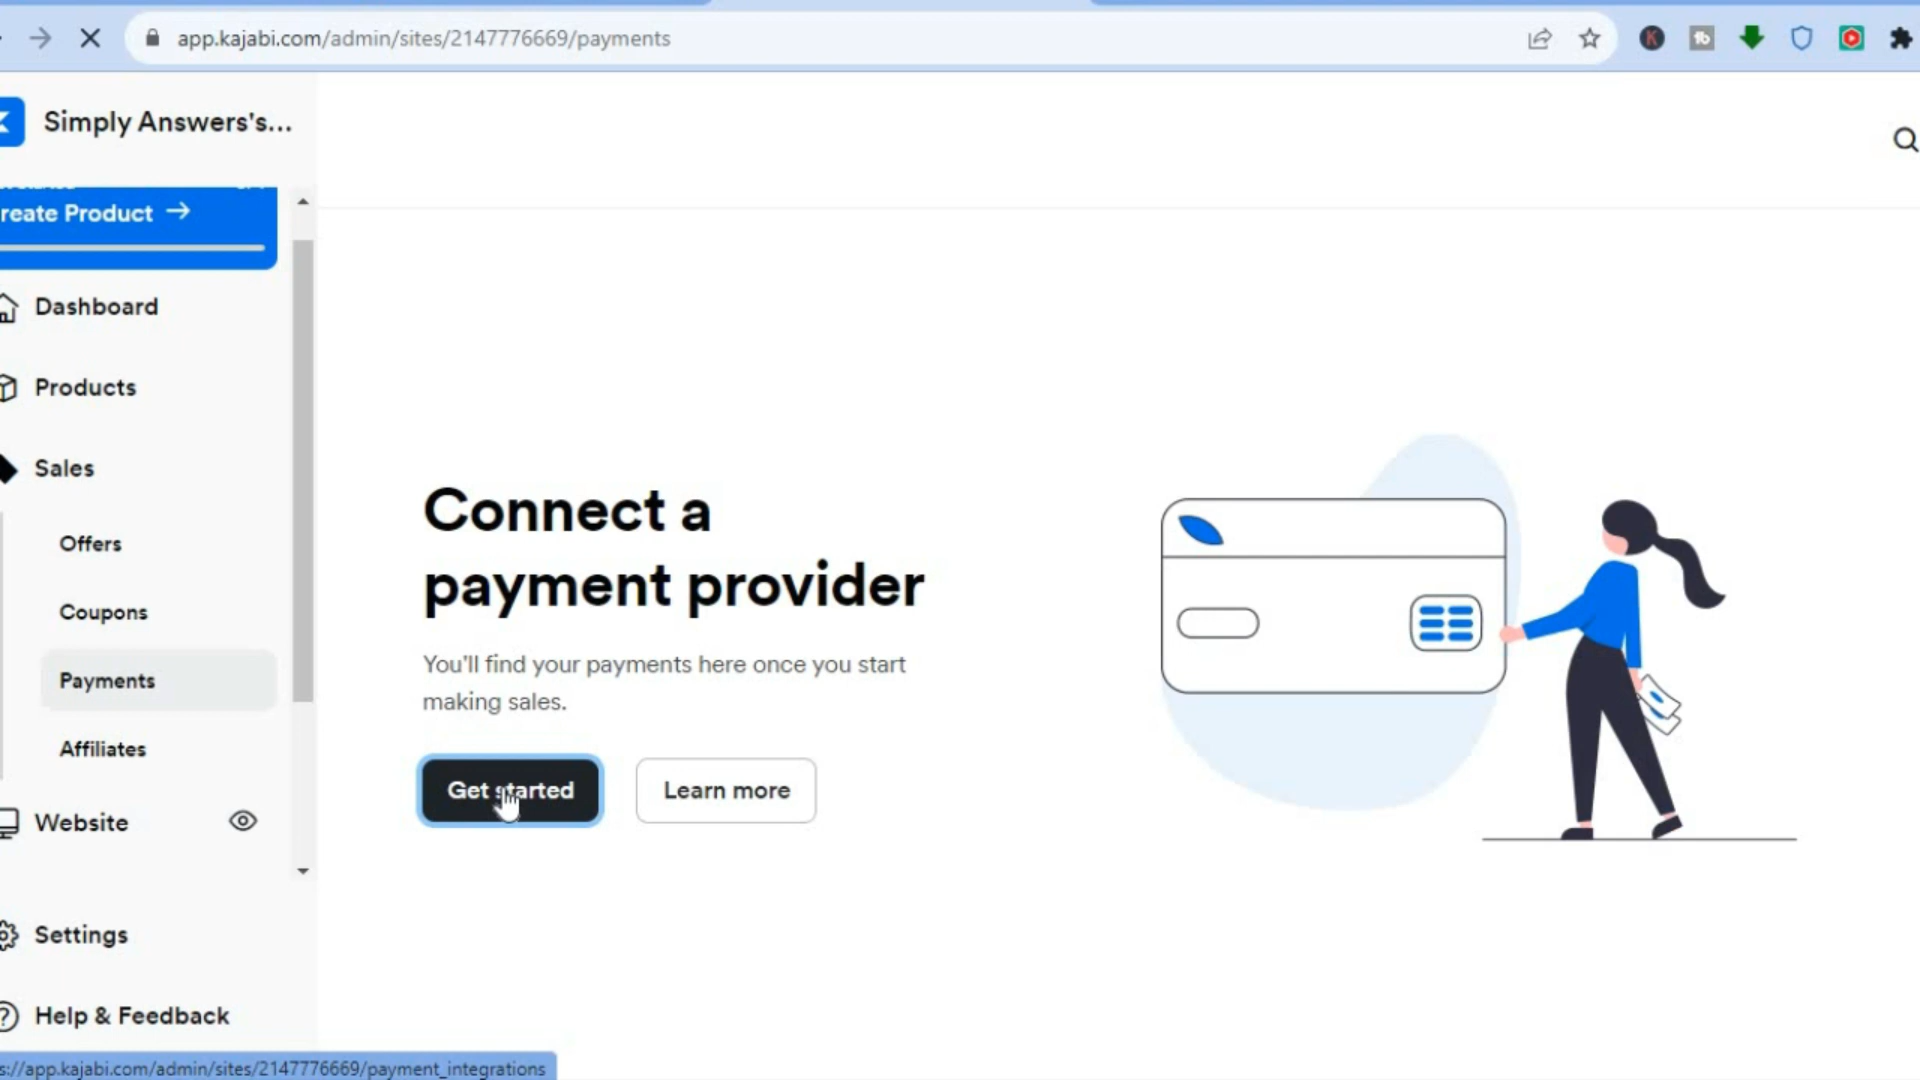 app.kajabi.com/admin/sites/2147776669/payments
Simply Answers's...
reate Product →
Dashboard
Products
Sales
Offers
Coupons
Payments
Affiliates
Website
Settings
Help & Feedback
Connect a
payment provider
You'll find your payments here once you start
making sales.
Get started
Learn more
s://app.kajabi.com/admin/sites/2147776669/payment_integrations